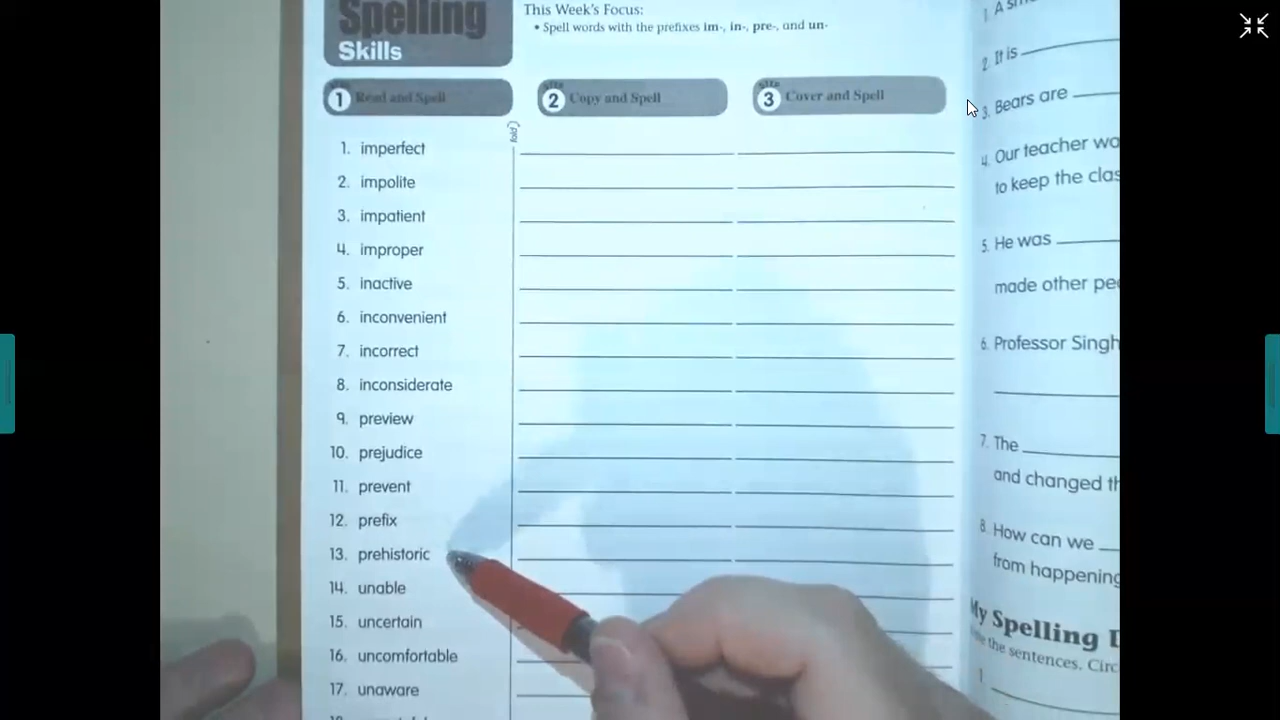 Spelling
Skills
This Week's Focus:
• Spell words with the prefixes im-, in-, pre-, and un-
1 Read and Spell
2 Copy and Spell
3 Cover and Spell
fold
1. imperfect
2. impolite
3. impatient
4. improper
5. inactive
6. inconvenient
7. incorrect
8. inconsiderate
9. preview
10. prejudice
11. prevent
12. prefix
13. prehistoric
14. unable
15. uncertain
16. uncomfortable
17. unaware
1. A
2. It is
3. Bears are
4. Our teacher
to keep the
5. He was
made other
6. Professor Singh
7. The
and changed
8. How can we
from happening
My Spelling
the sentences.
1